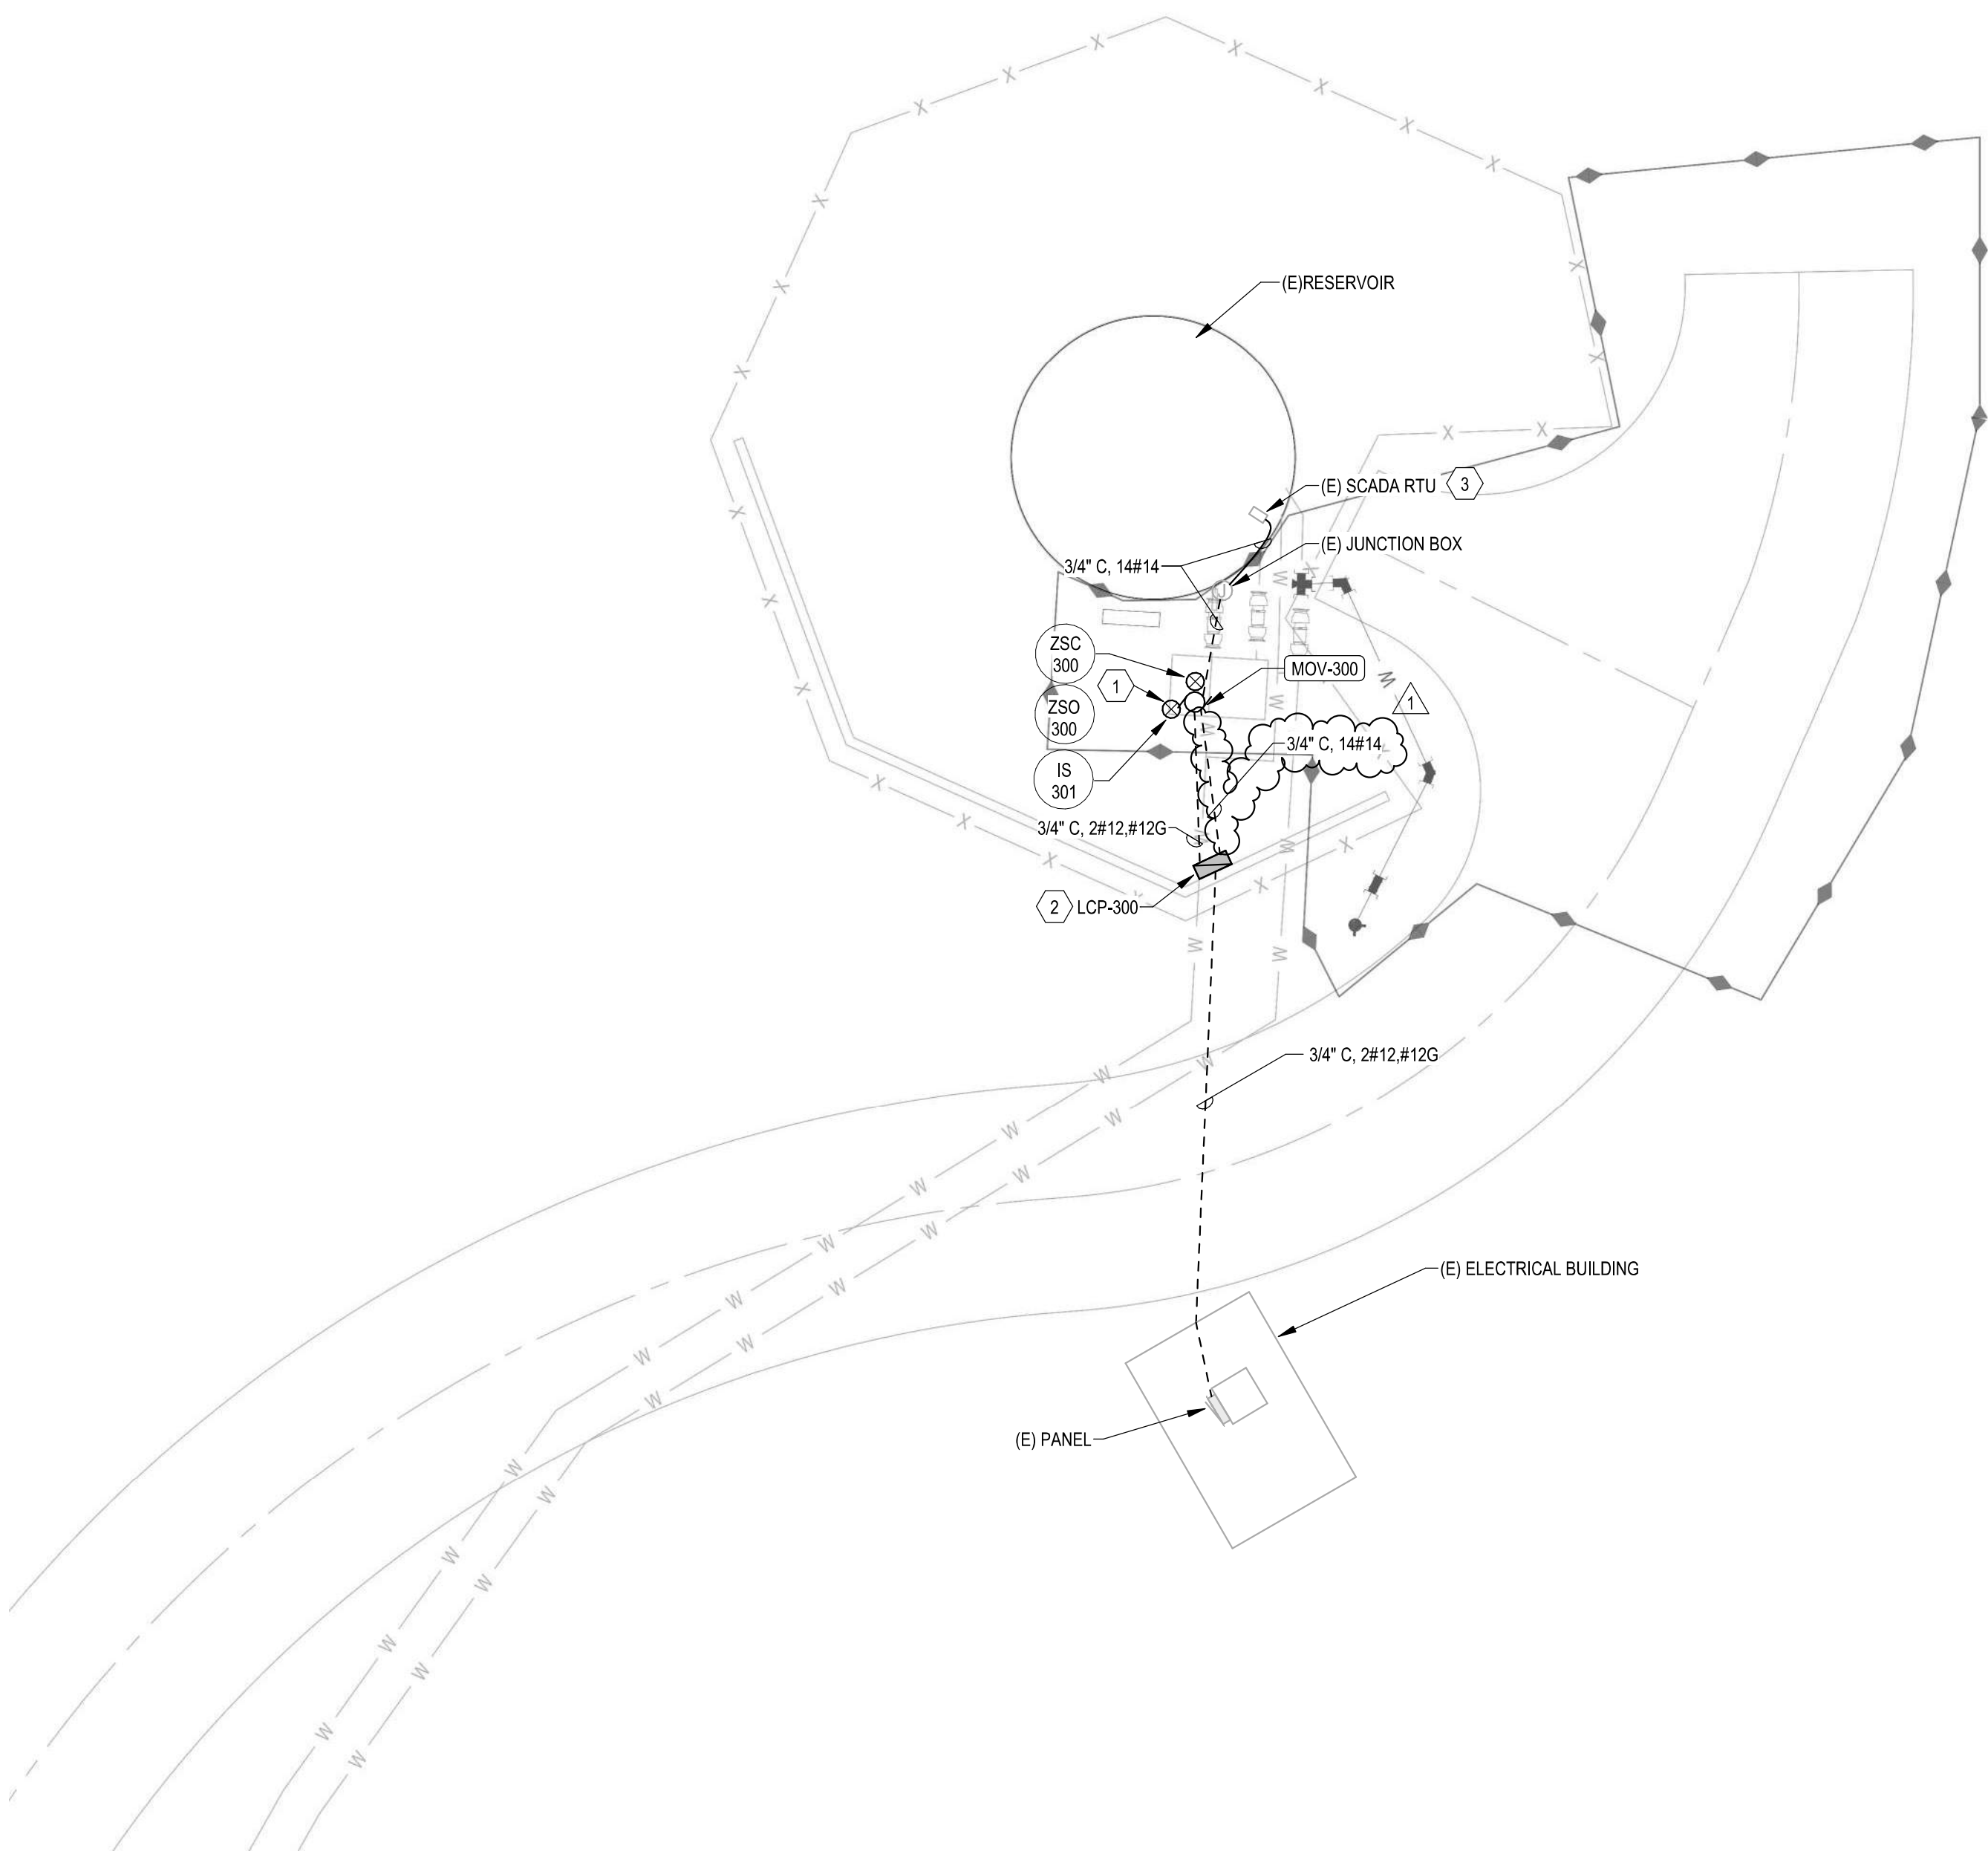 (E)RESERVOIR
(E) SCADA RTU
3
(E) JUNCTION BOX
3/4" C, 14#14
J
ZSC
300
MOV-300
1
1
ZSO
300
3/4" C, 14#14
IS
301
3/4" C, 2#12,#12G
2
LCP-300
3/4" C, 2#12,#12G
(E) ELECTRICAL BUILDING
(E) PANEL